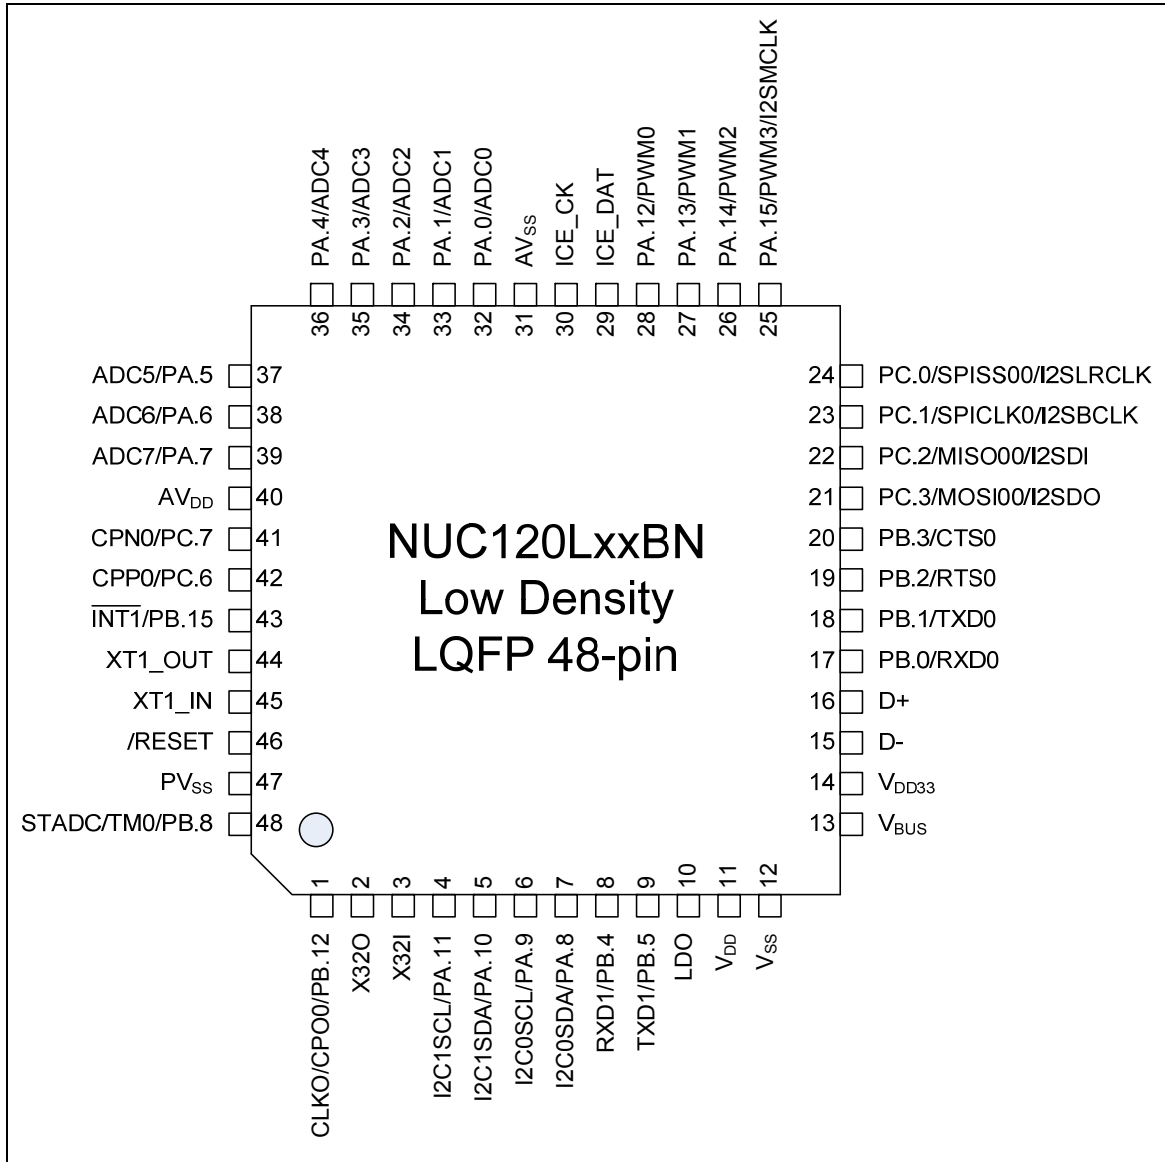 PA.4/ADC4
PA.3/ADC3
PA.2/ADC2
PA.1/ADC1
PA.0/ADC0
AVSS
ICE_CK
ICE_DAT
PA.12/PWM0
PA.13/PWM1
PA.14/PWM2
PA.15/PWM3/I2SMCLK
36
35
34
33
32
31
30
29
28
27
26
25
ADC5/PA.5 37
ADC6/PA.6 38
ADC7/PA.7 39
AVDD 40
CPN0/PC.7 41
CPP0/PC.6 42
INT1/PB.15 43
XT1_OUT 44
XT1_IN 45
/RESET 46
PVSS 47
STADC/TM0/PB.8 48
NUC120LxxBN
Low Density
LQFP 48-pin
24 PC.0/SPISS00/I2SLRCLK
23 PC.1/SPICLK0/I2SBCLK
22 PC.2/MISO00/I2SDI
21 PC.3/MOSI00/I2SDO
20 PB.3/CTS0
19 PB.2/RTS0
18 PB.1/TXD0
17 PB.0/RXD0
16 D+
15 D-
14 VDD33
13 VBUS
1
2
3
4
5
6
7
8
9
10
11
12
CLKO/CPO0/PB.12
X32O
X32I
I2C1SCL/PA.11
I2C1SDA/PA.10
I2C0SCL/PA.9
I2C0SDA/PA.8
RXD1/PB.4
TXD1/PB.5
LDO
VDD
VSS